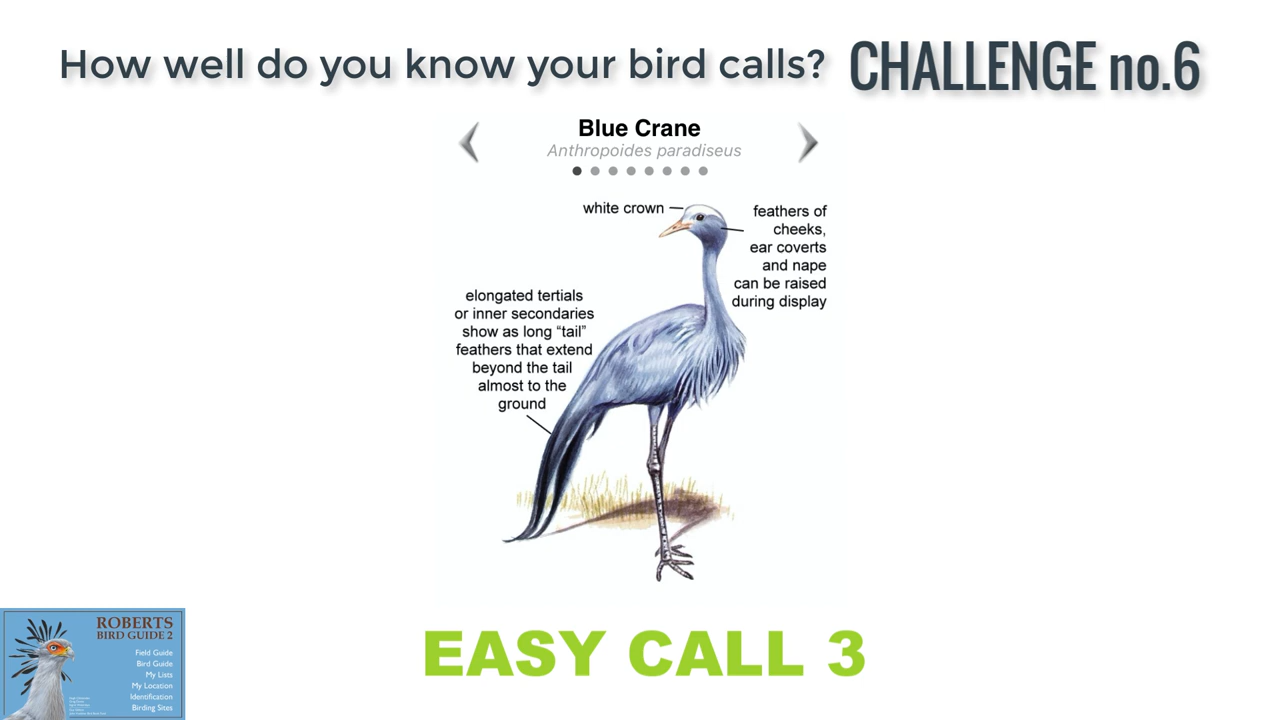 How well do you know your bird calls? CHALLENGE no.6
Blue Crane
Anthropoides paradiseus
white crown
feathers of
cheeks,
ear coverts
and nape
can be raised
during display
elongated tertials
or inner secondaries
show as long “tail”
feathers that extend
beyond the tail
almost to the
ground
EASY CALL 3
ROBERTS
BIRD GUIDE 2
Field Guide
Bird Guide
My Lists
My Location
Identification
Birding Sites